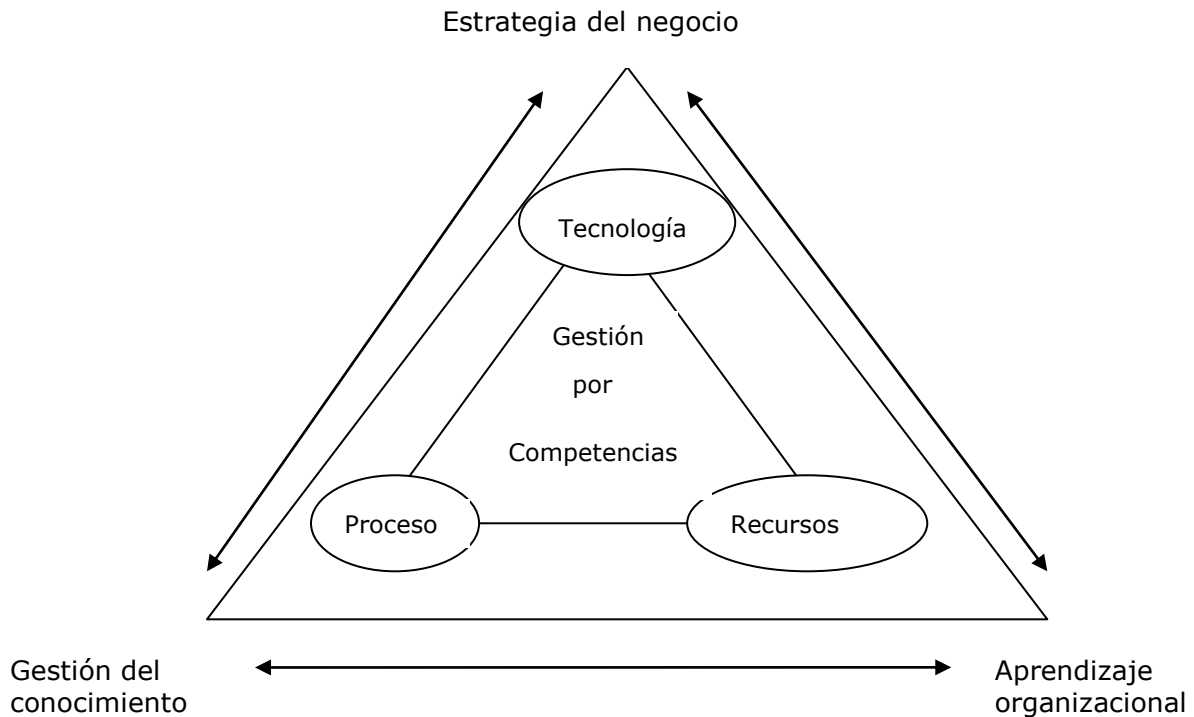 Estrategia del negocio
Tecnología
Gestión
por
Competencias
Proceso
Recursos
Gestión del
conocimiento
Aprendizaje
organizacional